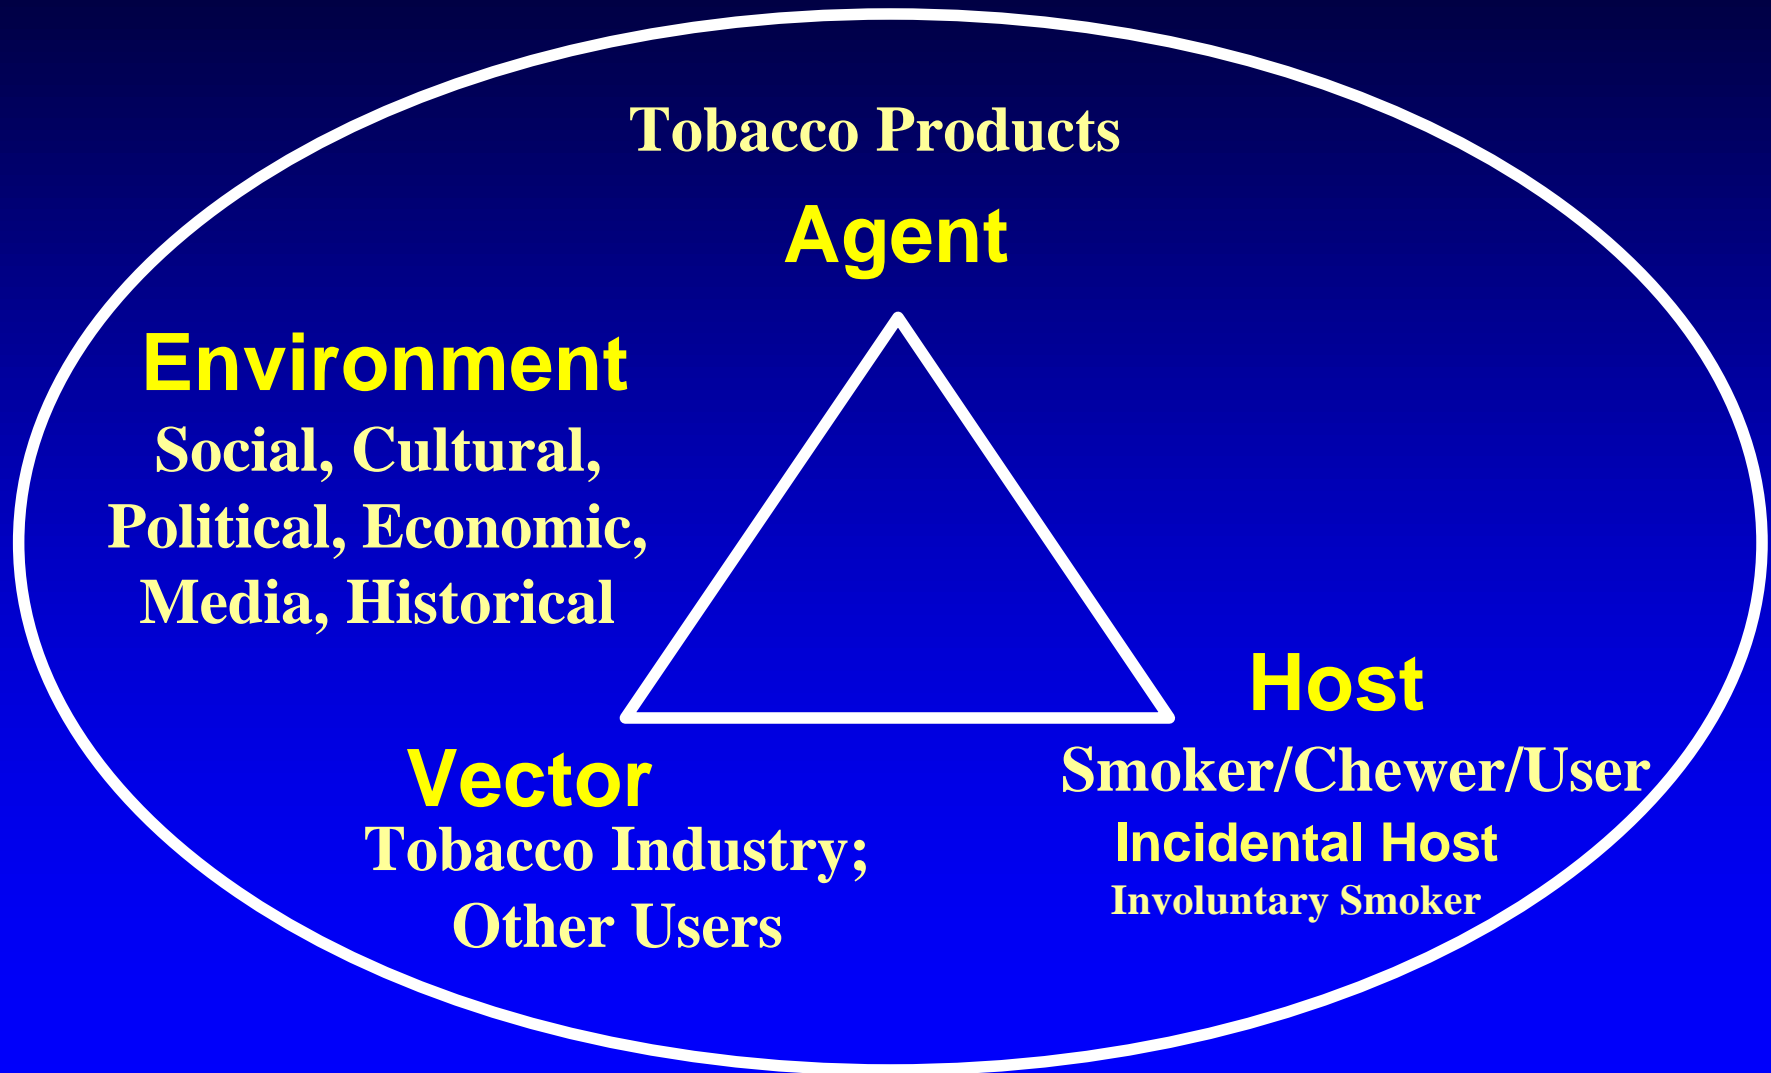 Tobacco Products
Agent
Environment
Social, Cultural,
Political, Economic,
Media, Historical
Vector
Tobacco Industry;
Other Users
Host
Smoker/Chewer/User
Incidental Host
Involuntary Smoker